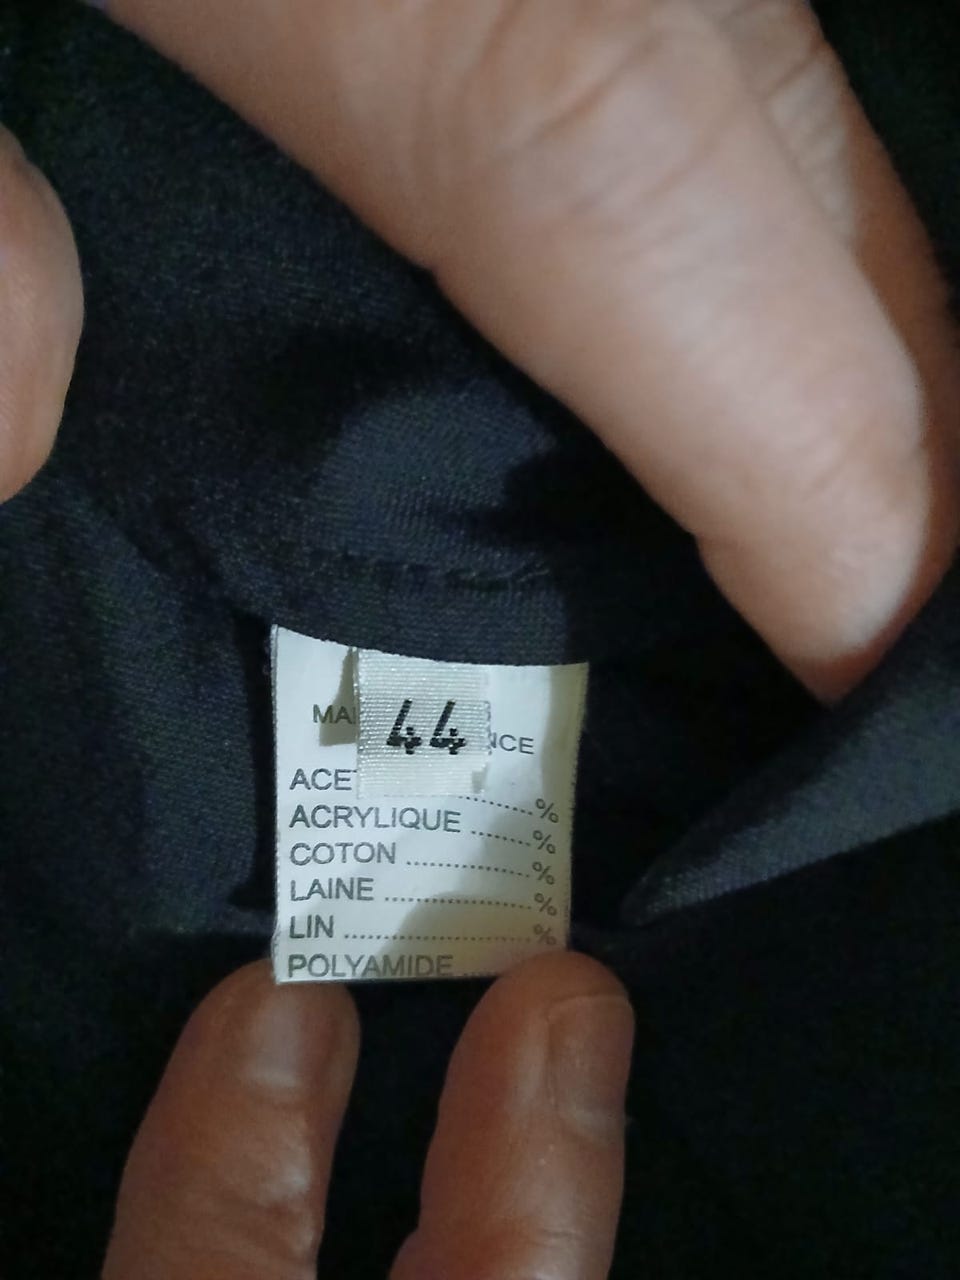 44
MA
NCE
ACE
..........%
ACRYLIQUE ........%
COTON ................%
LAINE ....................%
LIN ..........................%
POLYAMIDE ...